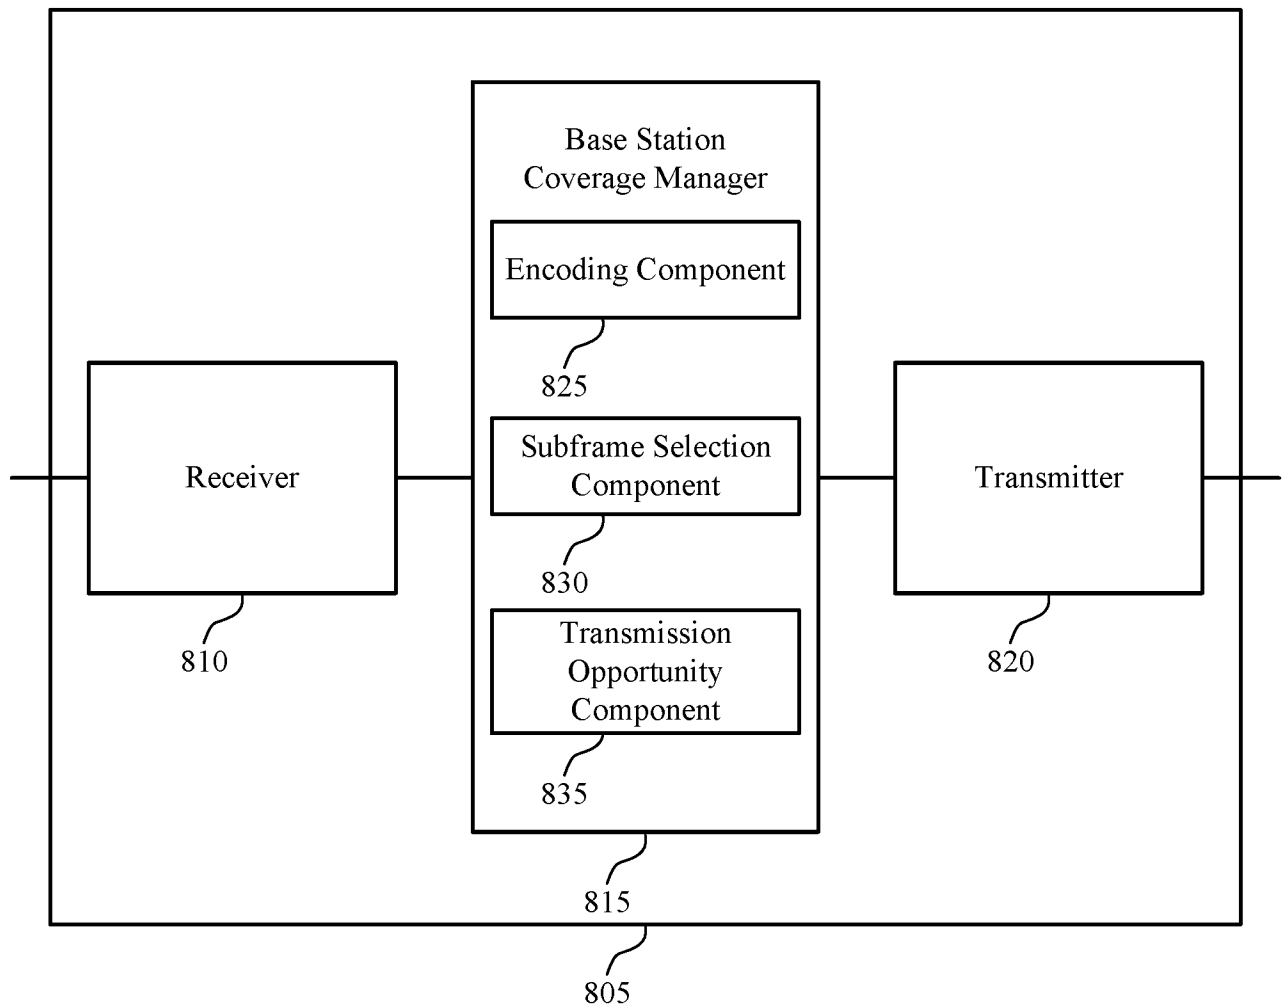 Base Station
Coverage Manager
Encoding Component
825
Receiver
810
Subframe Selection
Component
830
Transmission
Opportunity
Component
835
Transmitter
820
815
805